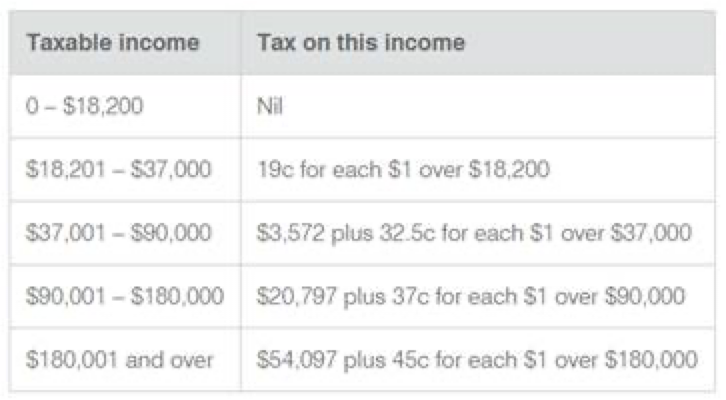 Taxable income Tax on this income
0 – $18,200 Nil
$18,201 – $37,000 19c for each $1 over $18,200
$37,001 – $90,000 $3,572 plus 32.5c for each $1 over $37,000
$90,001 – $180,000 $20,797 plus 37c for each $1 over $90,000
$180,001 and over $54,097 plus 45c for each $1 over $180,000